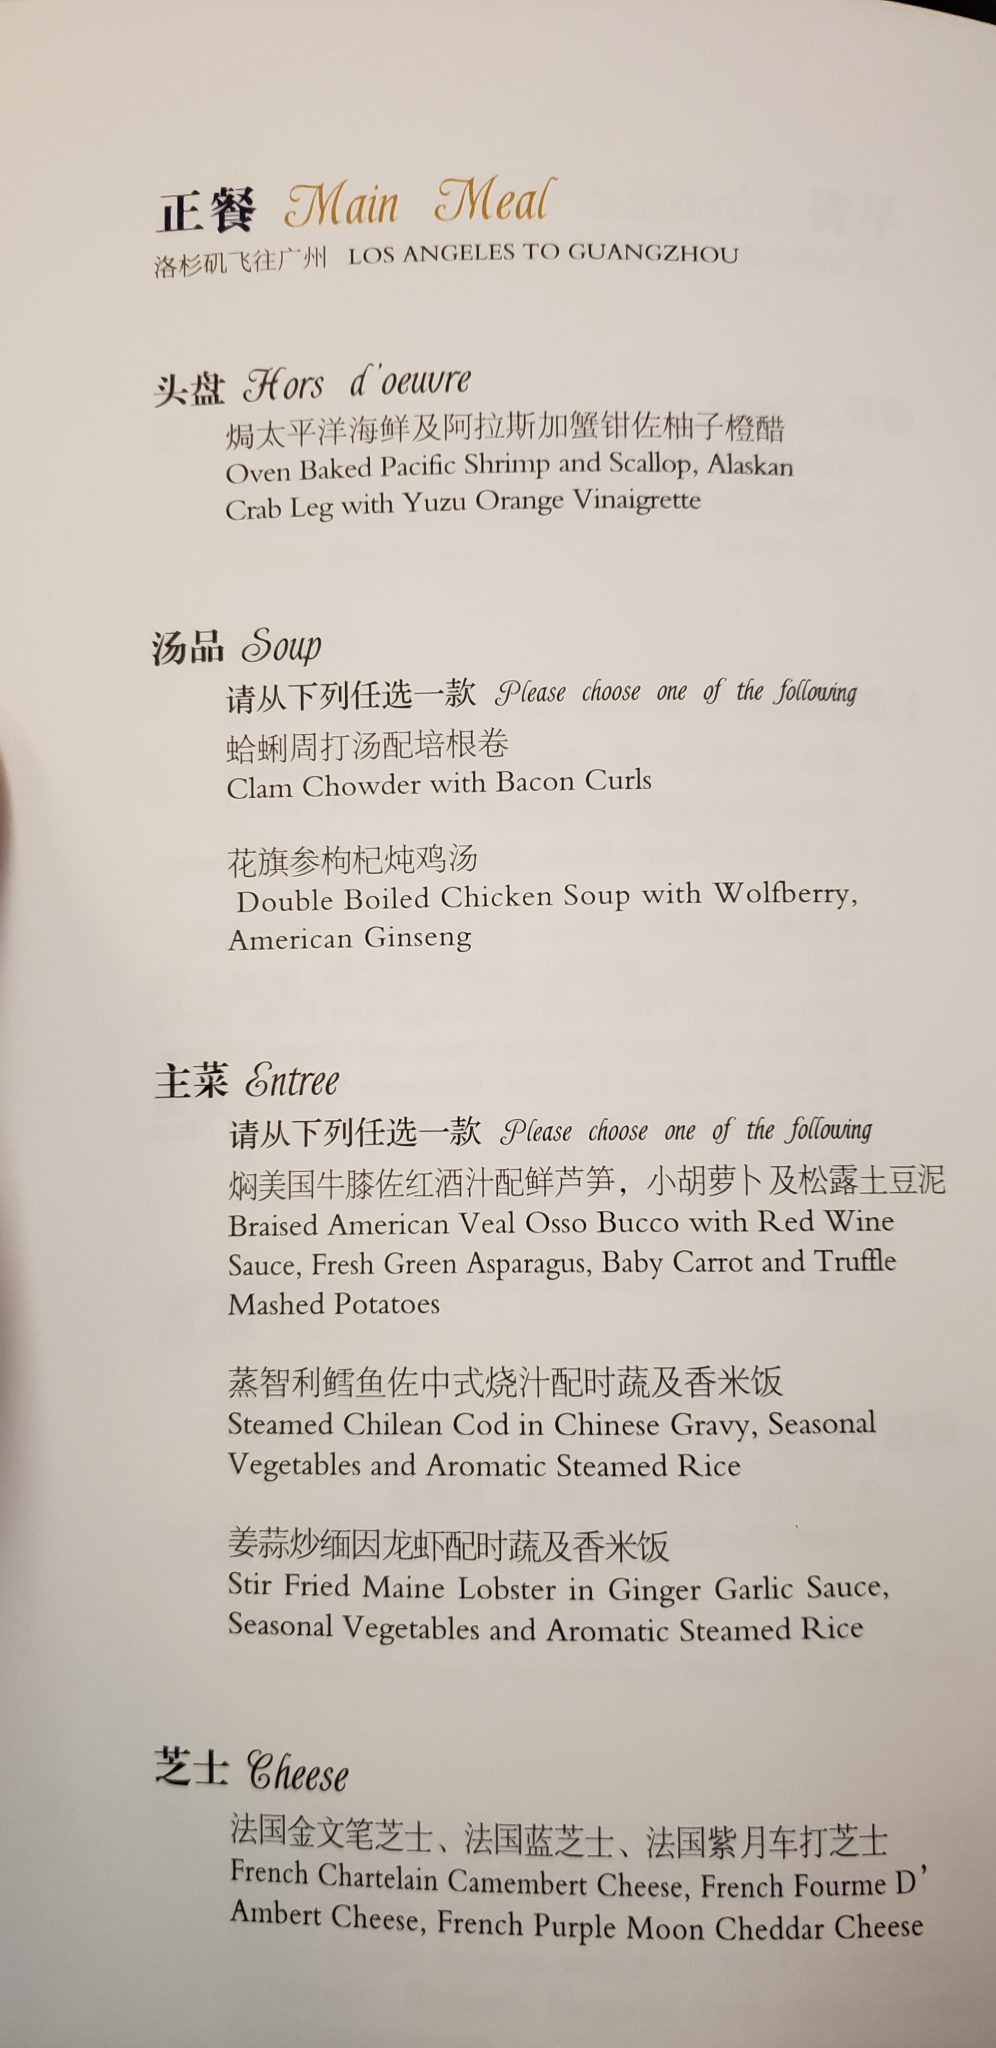 正餐 Main Meal
洛杉矶飞往广州 LOS ANGELES TO GUANGZHOU
头盘 Hors d'oeuvre
焗太平洋海鲜及阿拉斯加蟹钳佐柚子橙醋
Oven Baked Pacific Shrimp and Scallop, Alaskan
Crab Leg with Yuzu Orange Vinaigrette
汤品 Soup
请从下列任选一款 Please choose one of the following
蛤蜊周打汤配培根卷
Clam Chowder with Bacon Curls
花旗参枸杞炖鸡汤
Double Boiled Chicken Soup with Wolfberry,
American Ginseng
主菜 Entree
请从下列任选一款 Please choose one of the following
焖美国牛膝佐红酒汁配鲜芦笋，小胡萝卜及松露土豆泥
Braised American Veal Osso Bucco with Red Wine
Sauce, Fresh Green Asparagus, Baby Carrot and Truffle
Mashed Potatoes
蒸智利鳕鱼佐中式烧汁配时蔬及香米饭
Steamed Chilean Cod in Chinese Gravy, Seasonal
Vegetables and Aromatic Steamed Rice
姜蒜炒缅因龙虾配时蔬及香米饭
Stir Fried Maine Lobster in Ginger Garlic Sauce,
Seasonal Vegetables and Aromatic Steamed Rice
芝士 Cheese
法国金文笔芝士、法国蓝芝士、法国紫月车打芝士
French Chartelain Camembert Cheese, French Fourme D'
Ambert Cheese, French Purple Moon Cheddar Cheese